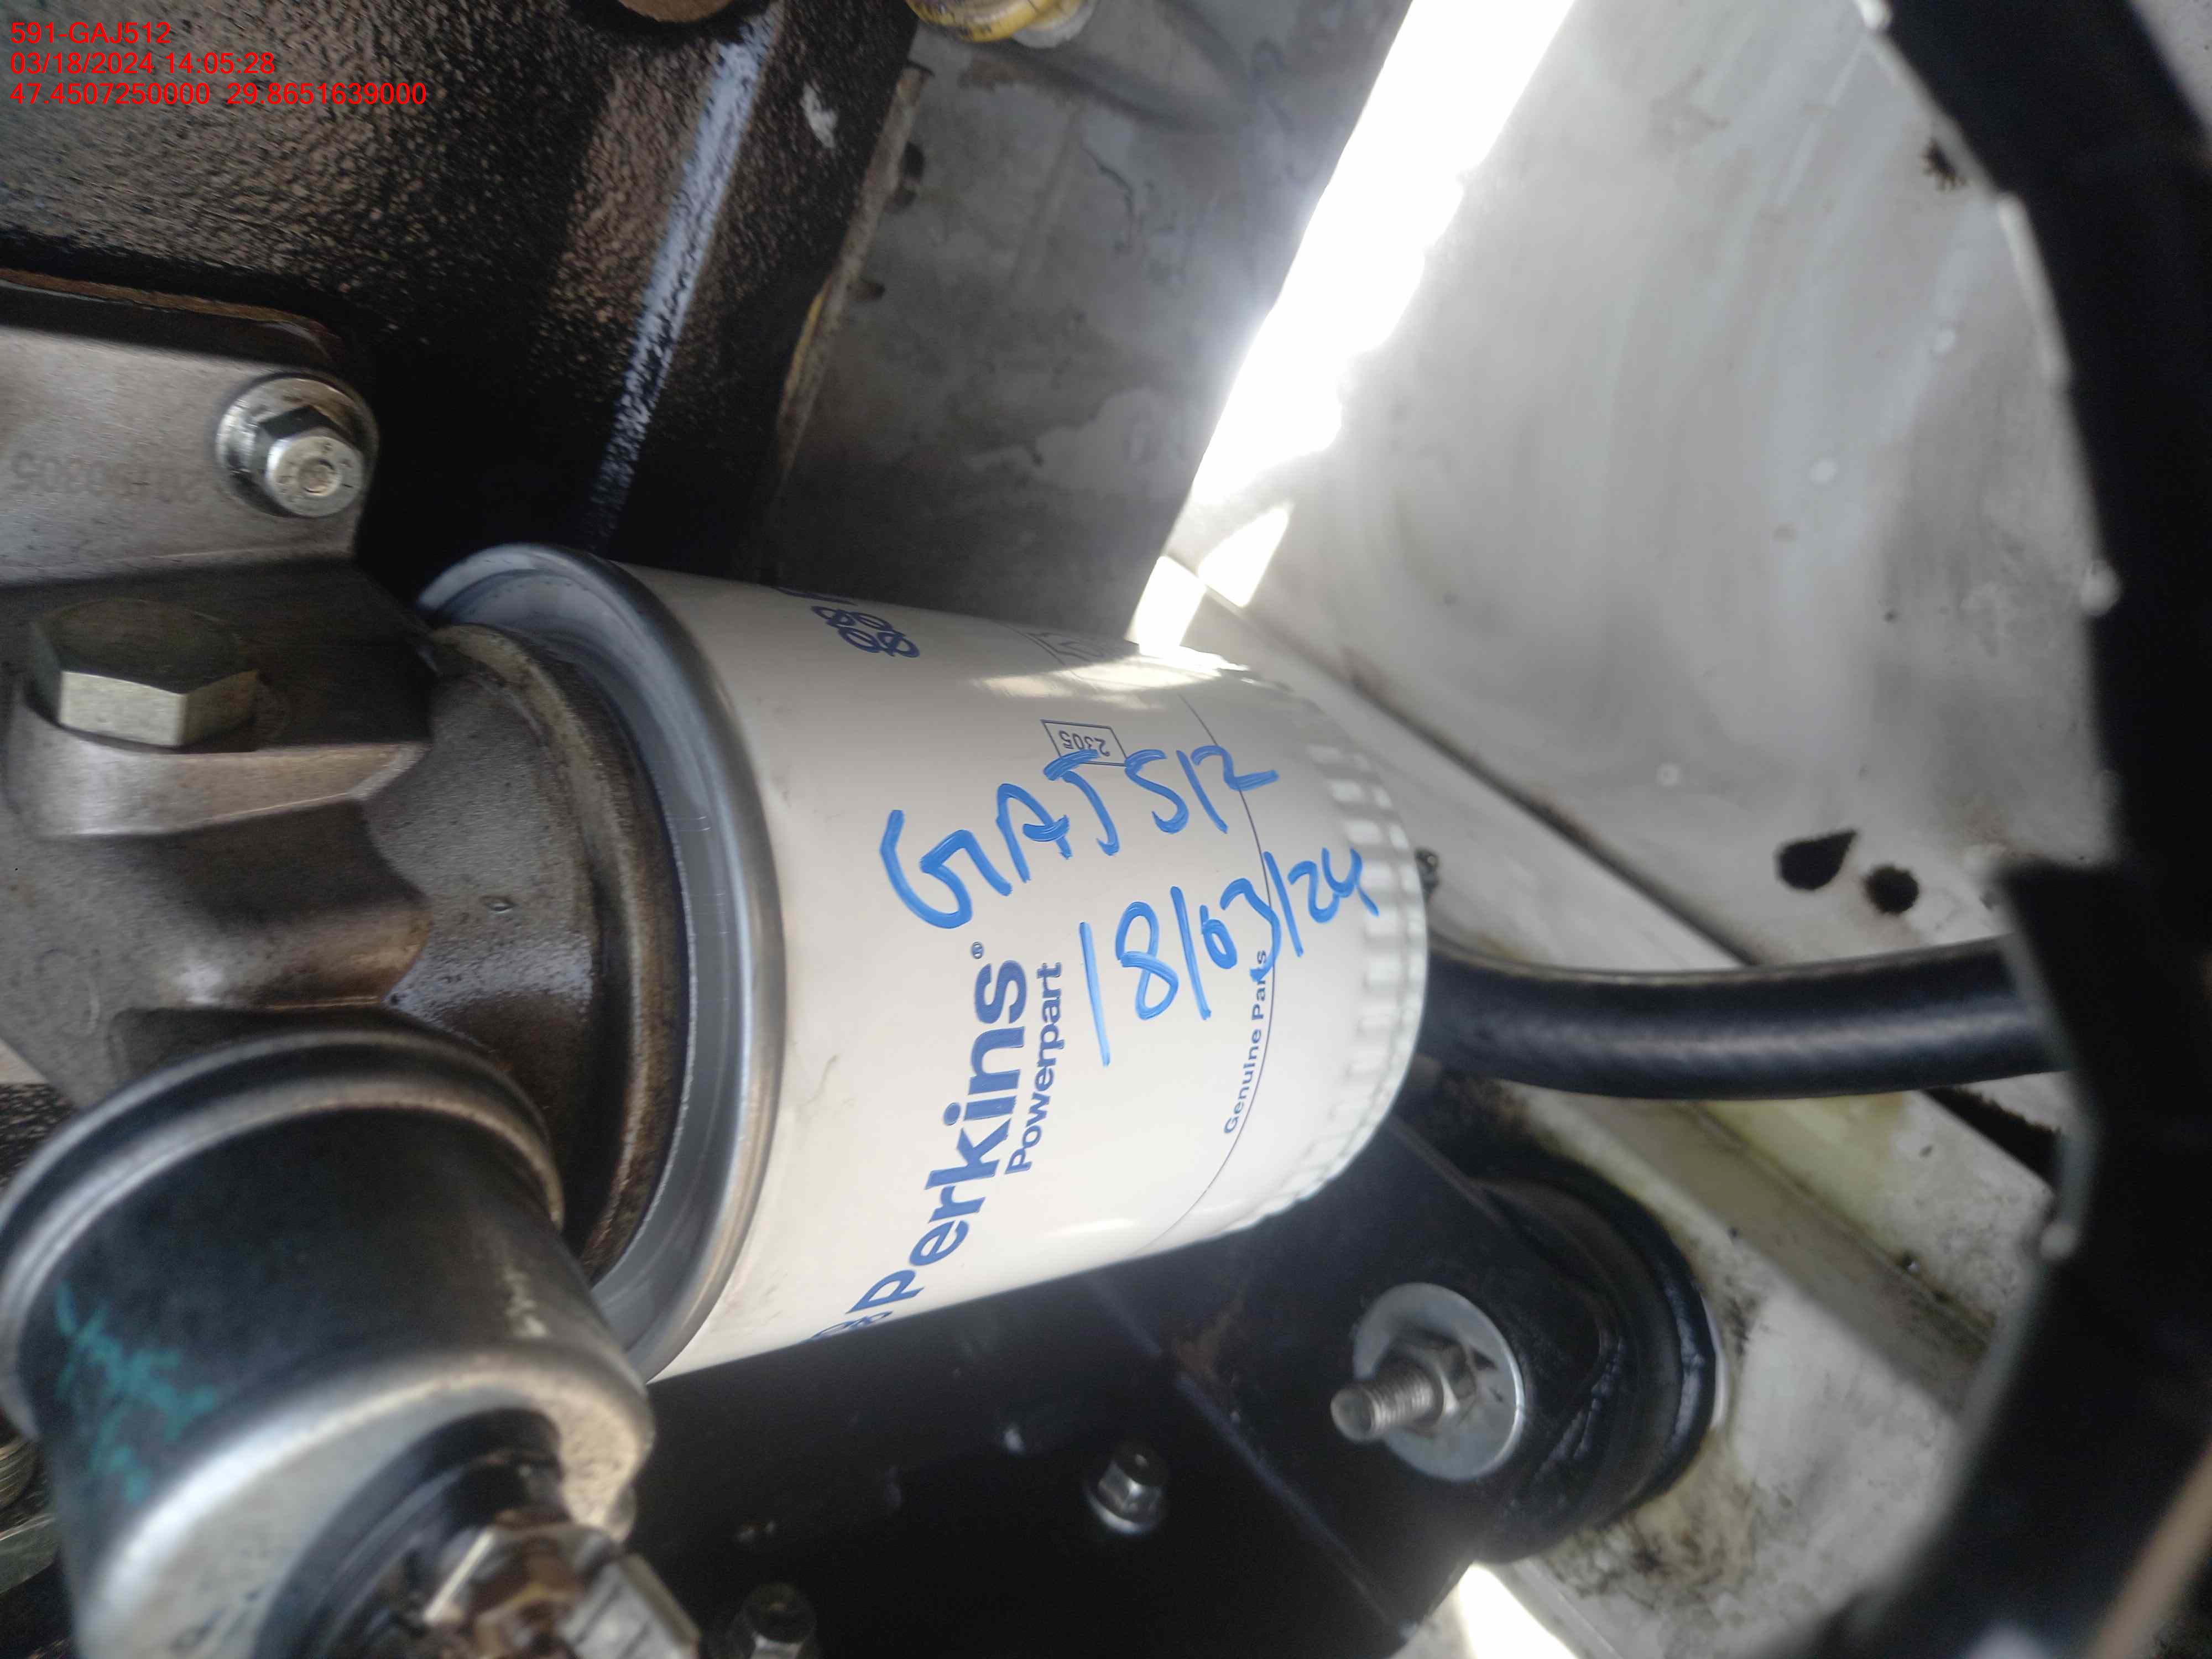 591-GAJ512
03/18/2024 14:05:28
47.4507250000 29.8651639000
2305
GAJ512
18/03/24
Perkins®
Powerpart
Genuine Parts